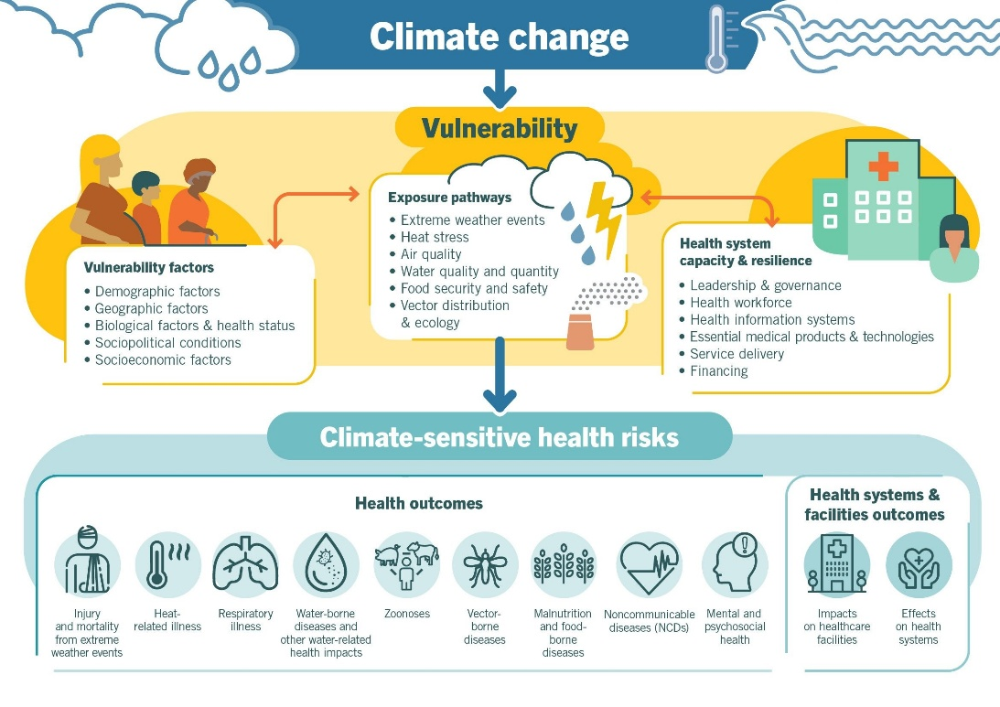 Climate change
Vulnerability
Vulnerability factors
• Demographic factors
• Geographic factors
• Biological factors & health status
• Sociopolitical conditions
• Socioeconomic factors
Exposure pathways
• Extreme weather events
• Heat stress
• Air quality
• Water quality and quantity
• Food security and safety
• Vector distribution
& ecology
Health system
capacity & resilience
• Leadership & governance
• Health workforce
• Health information systems
• Essential medical products & technologies
• Service delivery
• Financing
Climate-sensitive health risks
Health outcomes
Injury
and mortality
from extreme
weather events
Heat-
related illness
Respiratory
illness
Water-borne
diseases and
other water-related
health impacts
Zoonoses
Vector-
borne
diseases
Malnutrition
and food-
borne
diseases
Noncommunicable
diseases (NCDs)
Mental and
psychosocial
health
Health systems &
facilities outcomes
Impacts
on healthcare
facilities
Effects
on health
systems